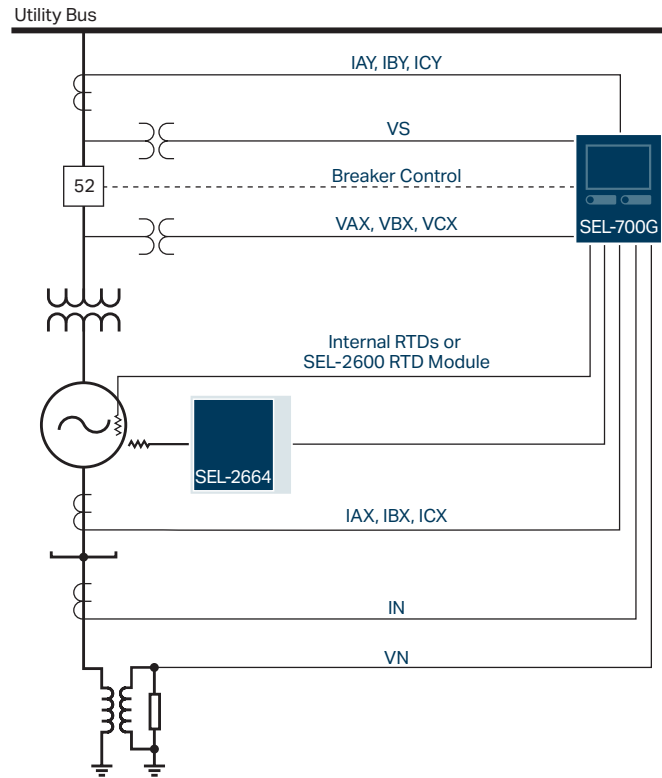 Utility Bus
IAY, IBY, ICY
VS
52
Breaker Control
SEL-700G
VAX, VBX, VCX
Internal RTDs or
SEL-2600 RTD Module
SEL-2664
IAX, IBX, ICX
IN
VN